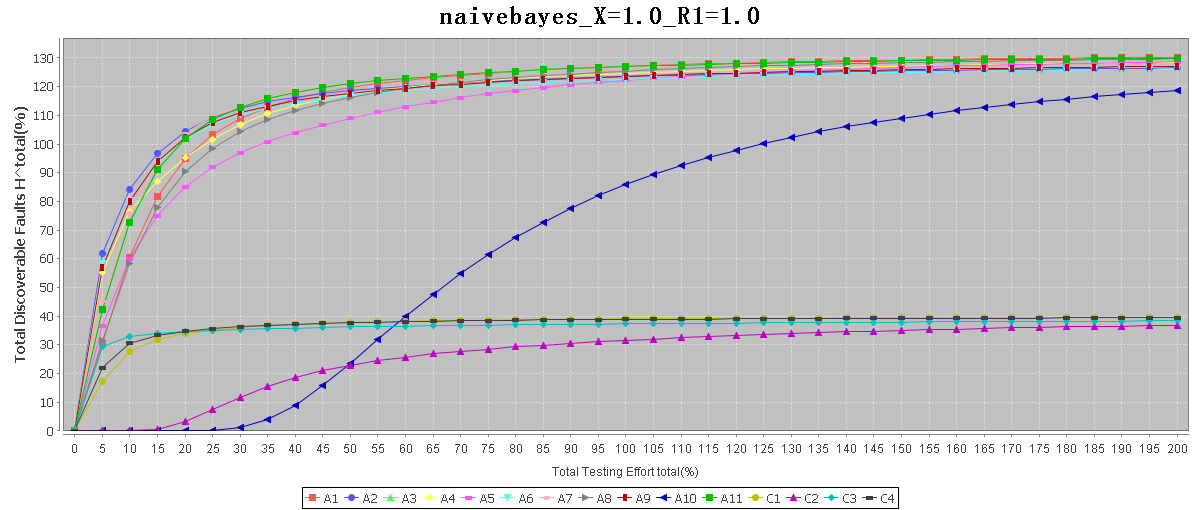 naivebayes_X=1.0_R1=1.0
Total Discoverable Faults H^total(%)
130
120
110
100
90
80
70
60
50
40
30
20
10
0
0 5 10 15 20 25 30 35 40 45 50 55 60 65 70 75 80 85 90 95 100 105 110 115 120 125 130 135 140 145 150 155 160 165 170 175 180 185 190 195 200
Total Testing Effort total(%)
A1 A2 A3 A4 A5 A6 A7 A8 A9 A10 A11 C1 C2 C3 C4